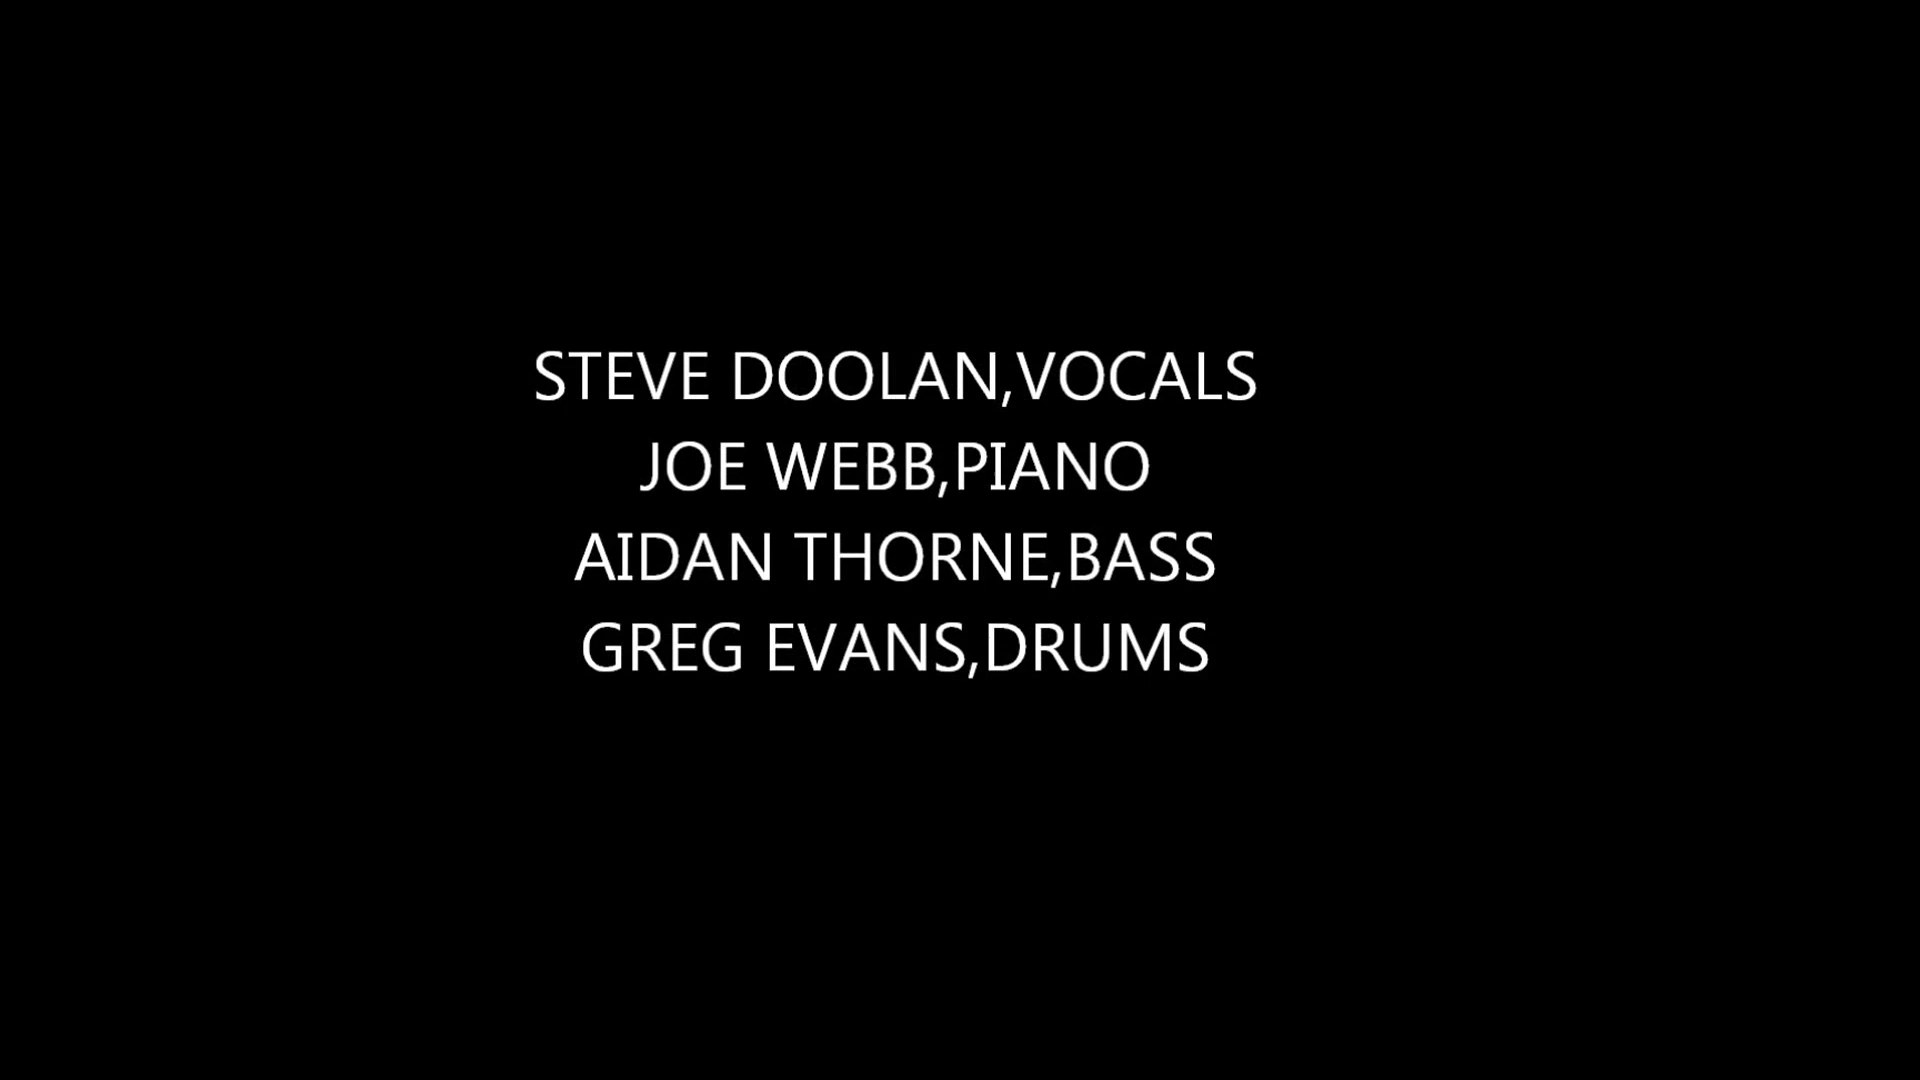 STEVE DOOLAN,VOCALS
JOE WEBB,PIANO
AIDAN THORNE,BASS
GREG EVANS,DRUMS